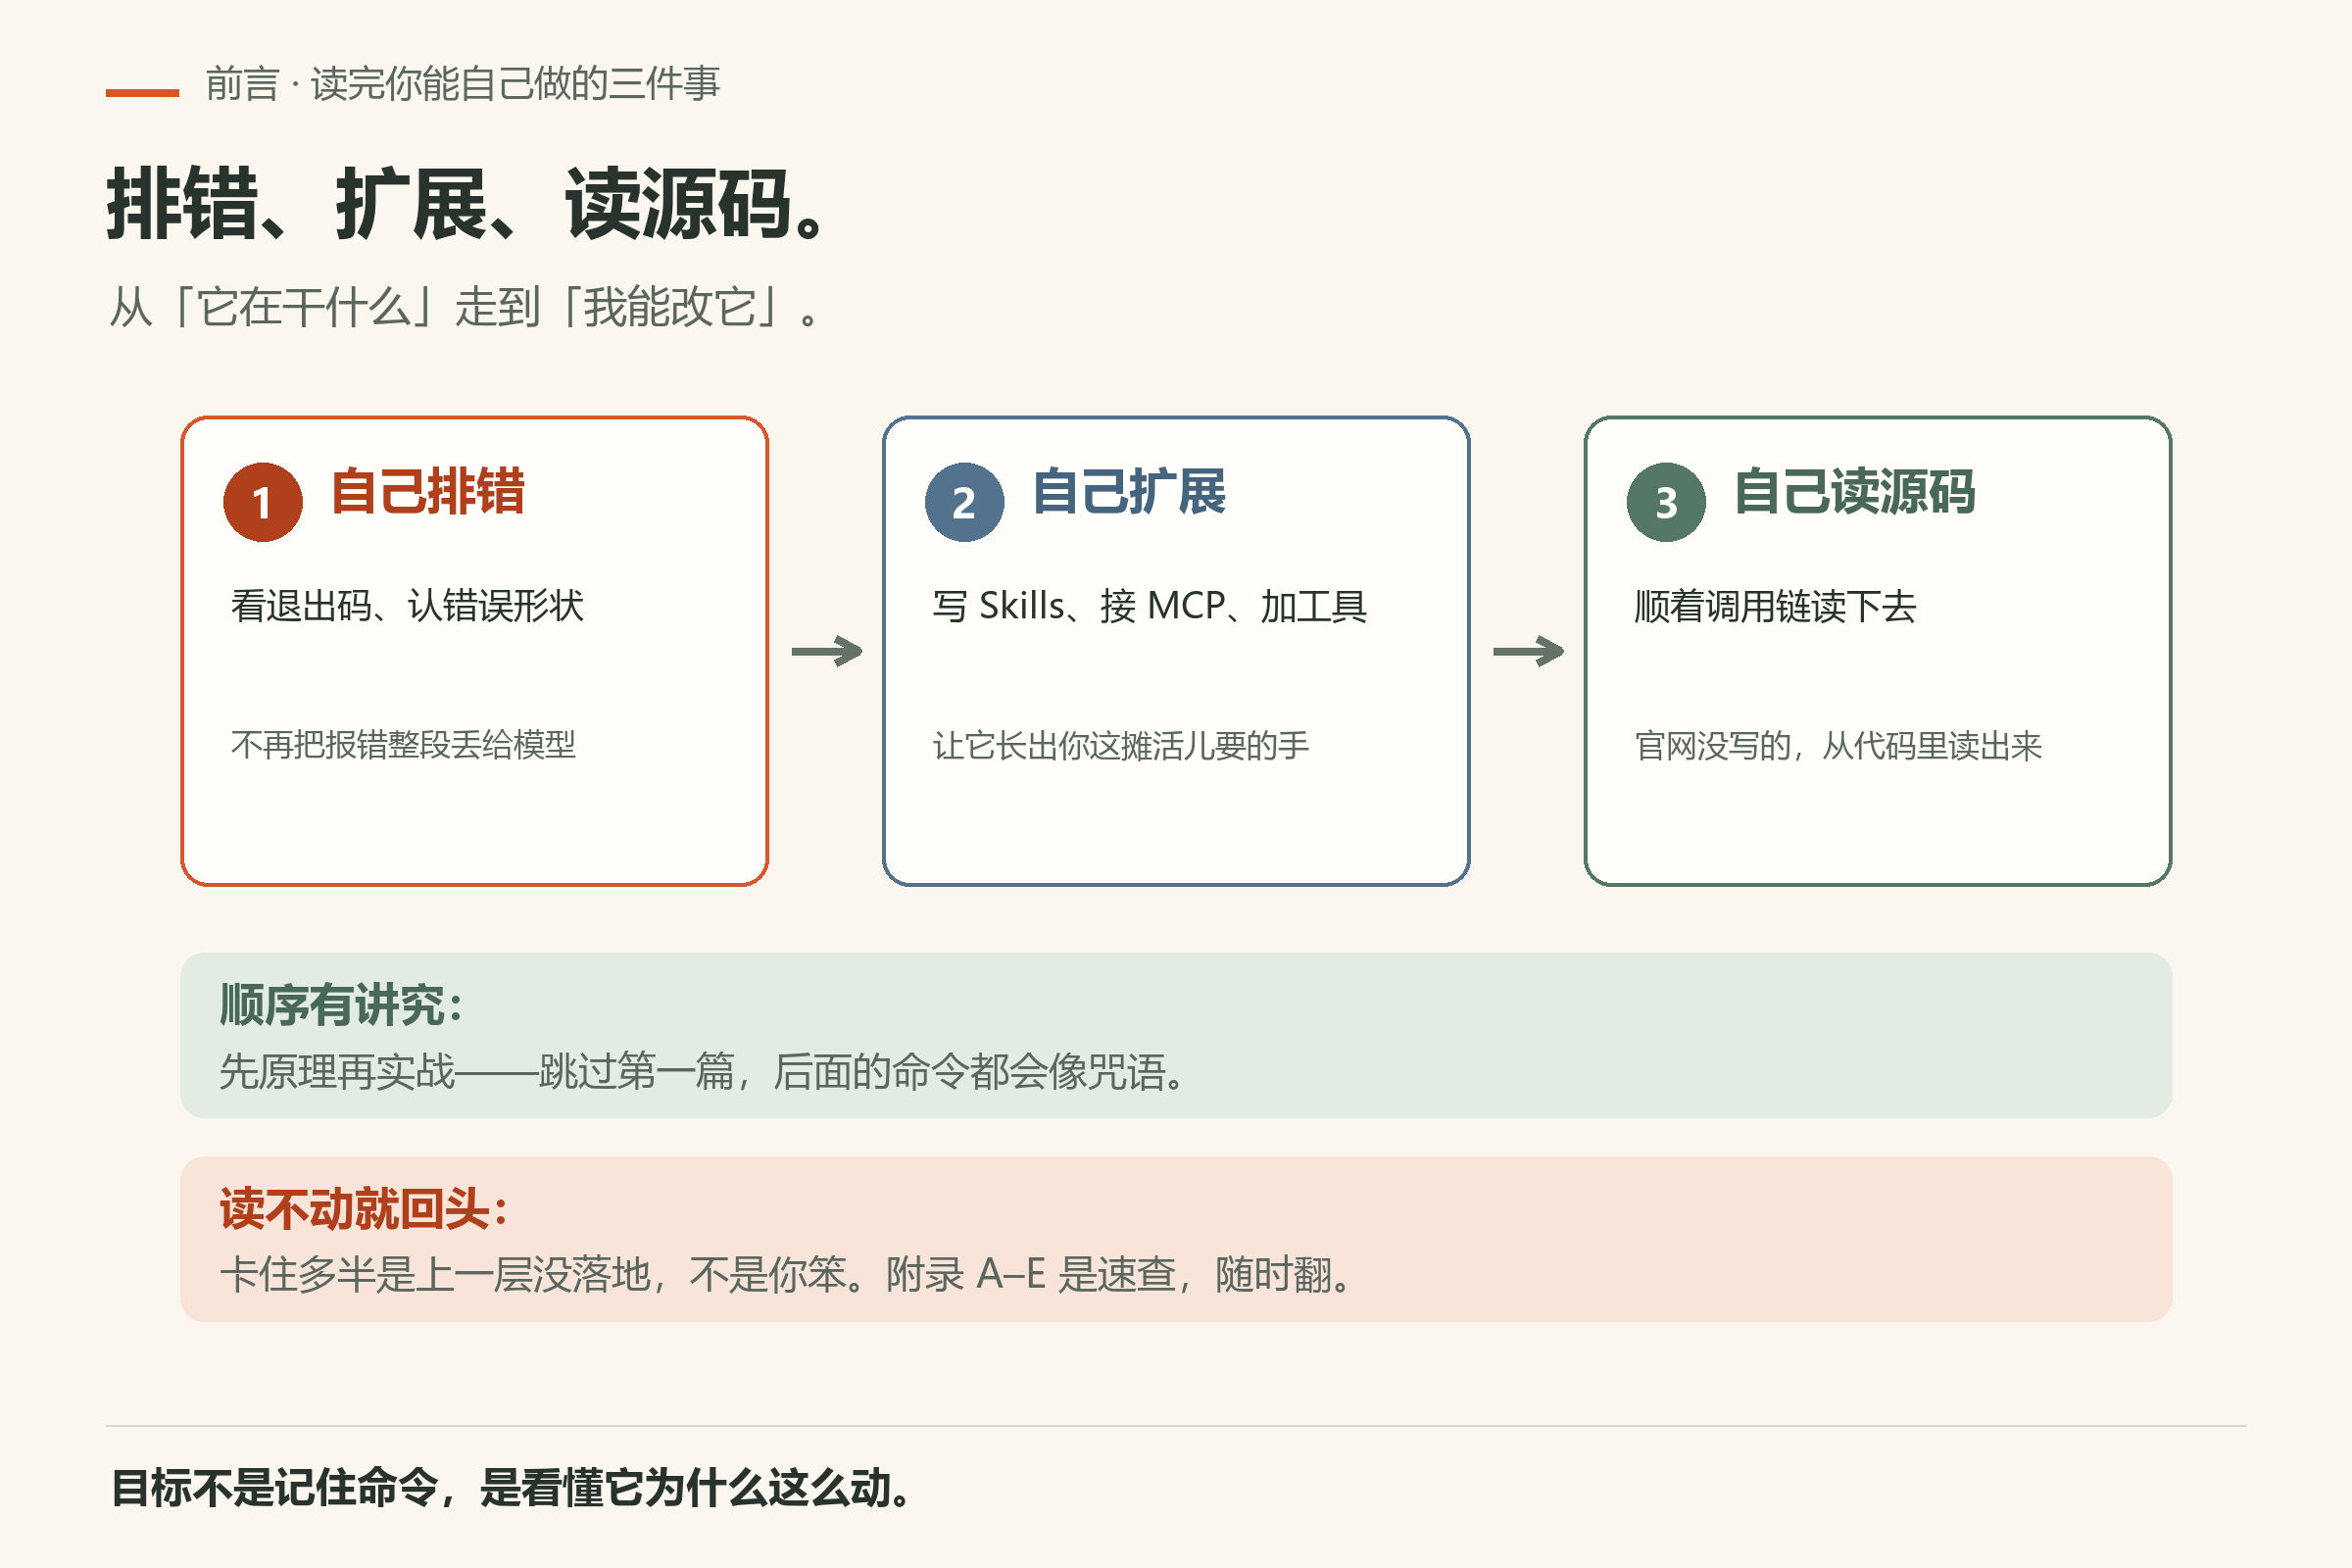 前言 · 读完你能自己做的三件事
排错、扩展、读源码。
从「它在干什么」走到「我能改它」。
1 自己排错
看退出码、认错误形状
不再把报错整段丢给模型
2 自己扩展
写 Skills、接 MCP、加工具
让它长出你这摊活儿要的手
3 自己读源码
顺着调用链读下去
官网没写的，从代码里读出来
顺序有讲究：
先原理再实战——跳过第一篇，后面的命令都会像咒语。
读不动就回头：
卡住多半是上一层没落地，不是你笨。附录 A–E 是速查，随时翻。
目标不是记住命令，是看懂它为什么这么动。